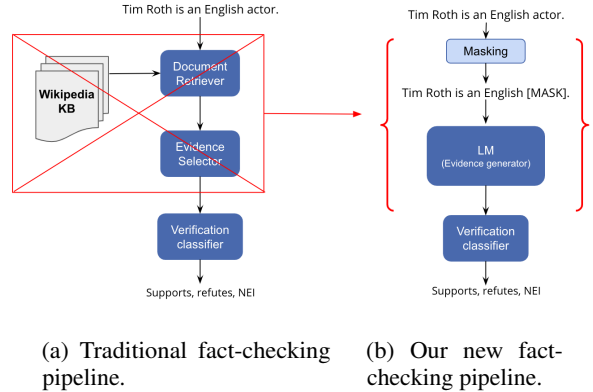 Tim Roth is an English actor.
Wikipedia
KB
Document
Retriever
Evidence
Selector
Verification
classifier
Supports, refutes, NEI
(a) Traditional fact-checking
pipeline.
Tim Roth is an English actor.
Masking
Tim Roth is an English [MASK].
LM
(Evidence generator)
Verification
classifier
Supports, refutes, NEI
(b) Our new fact-
checking pipeline.